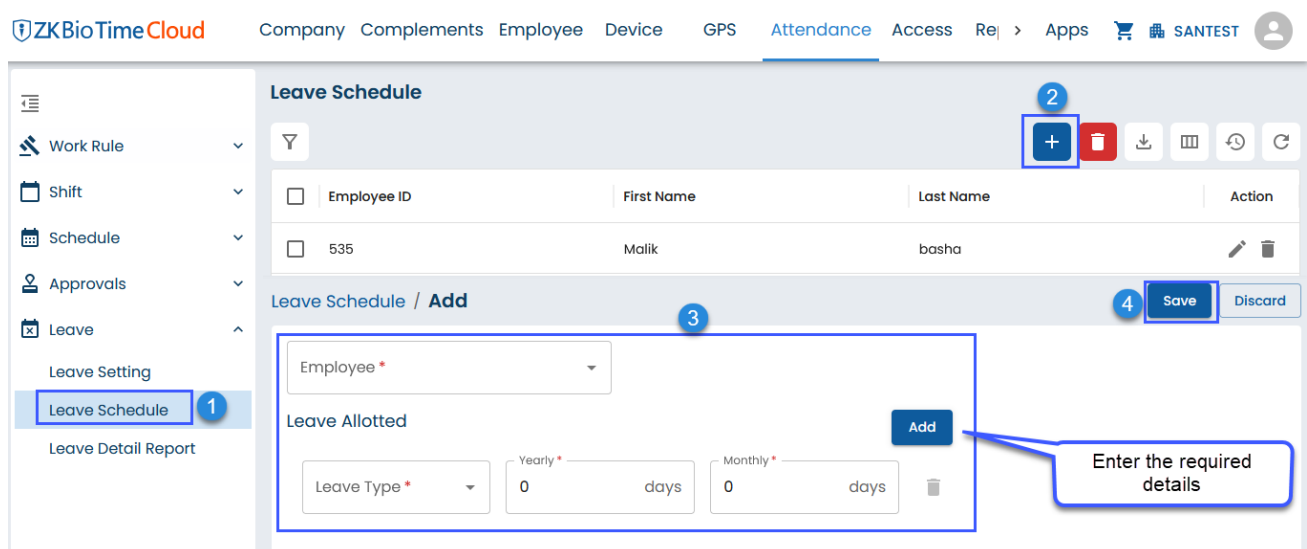 ZKBioTime Cloud
Company Complements Employee Device GPS Attendance Access Re Apps SANTEST
Leave Schedule
2
Work Rule
Shift
Employee ID First Name Last Name Action
Schedule
535 Malik basha
Approvals
Leave Schedule / Add
4 Save Discard
3
Leave
Employee *
Leave Setting
Leave Schedule 1
Leave Allotted
Add
Leave Detail Report
Enter the required
details
Leave Type *
Yearly *
0 days
Monthly *
0 days